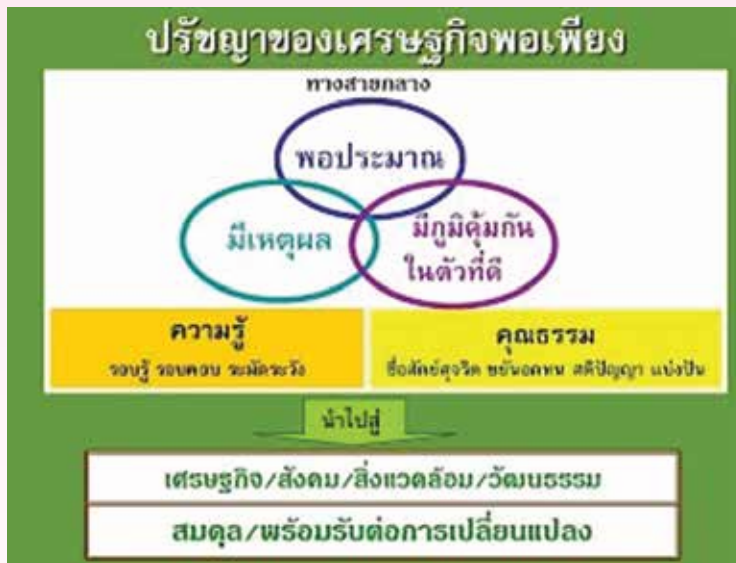 ปรัชญาของเศรษฐกิจพอเพียง
ทางสายกลาง
พอประมาณ
มีเหตุผล
มีภูมิคุ้มกัน
ในตัวที่ดี
ความรู้
รอบรู้ รอบคอบ ระมัดระวัง
คุณธรรม
ซื่อสัตย์สุจริต ขยันอดทน สติปัญญา แบ่งปัน
นำไปสู่
เศรษฐกิจ/สังคม/สิ่งแวดล้อม/วัฒนธรรม
สมดุล/พร้อมรับต่อการเปลี่ยนแปลง